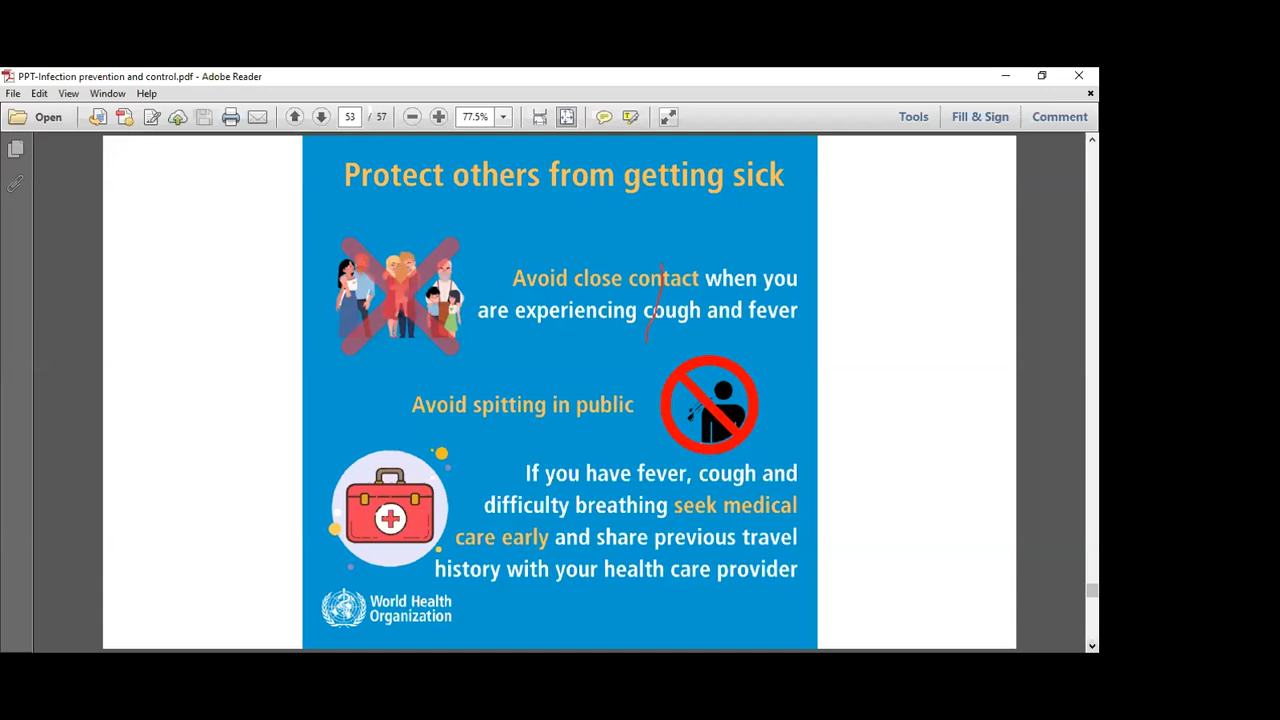 PPT-Infection prevention and control.pdf - Adobe Reader
File Edit View Window Help
Open 53 / 57 77.5% Tools Fill & Sign Comment
Protect others from getting sick
Avoid close contact when you
are experiencing cough and fever
Avoid spitting in public
If you have fever, cough and
difficulty breathing seek medical
care early and share previous travel
history with your health care provider
World Health
Organization